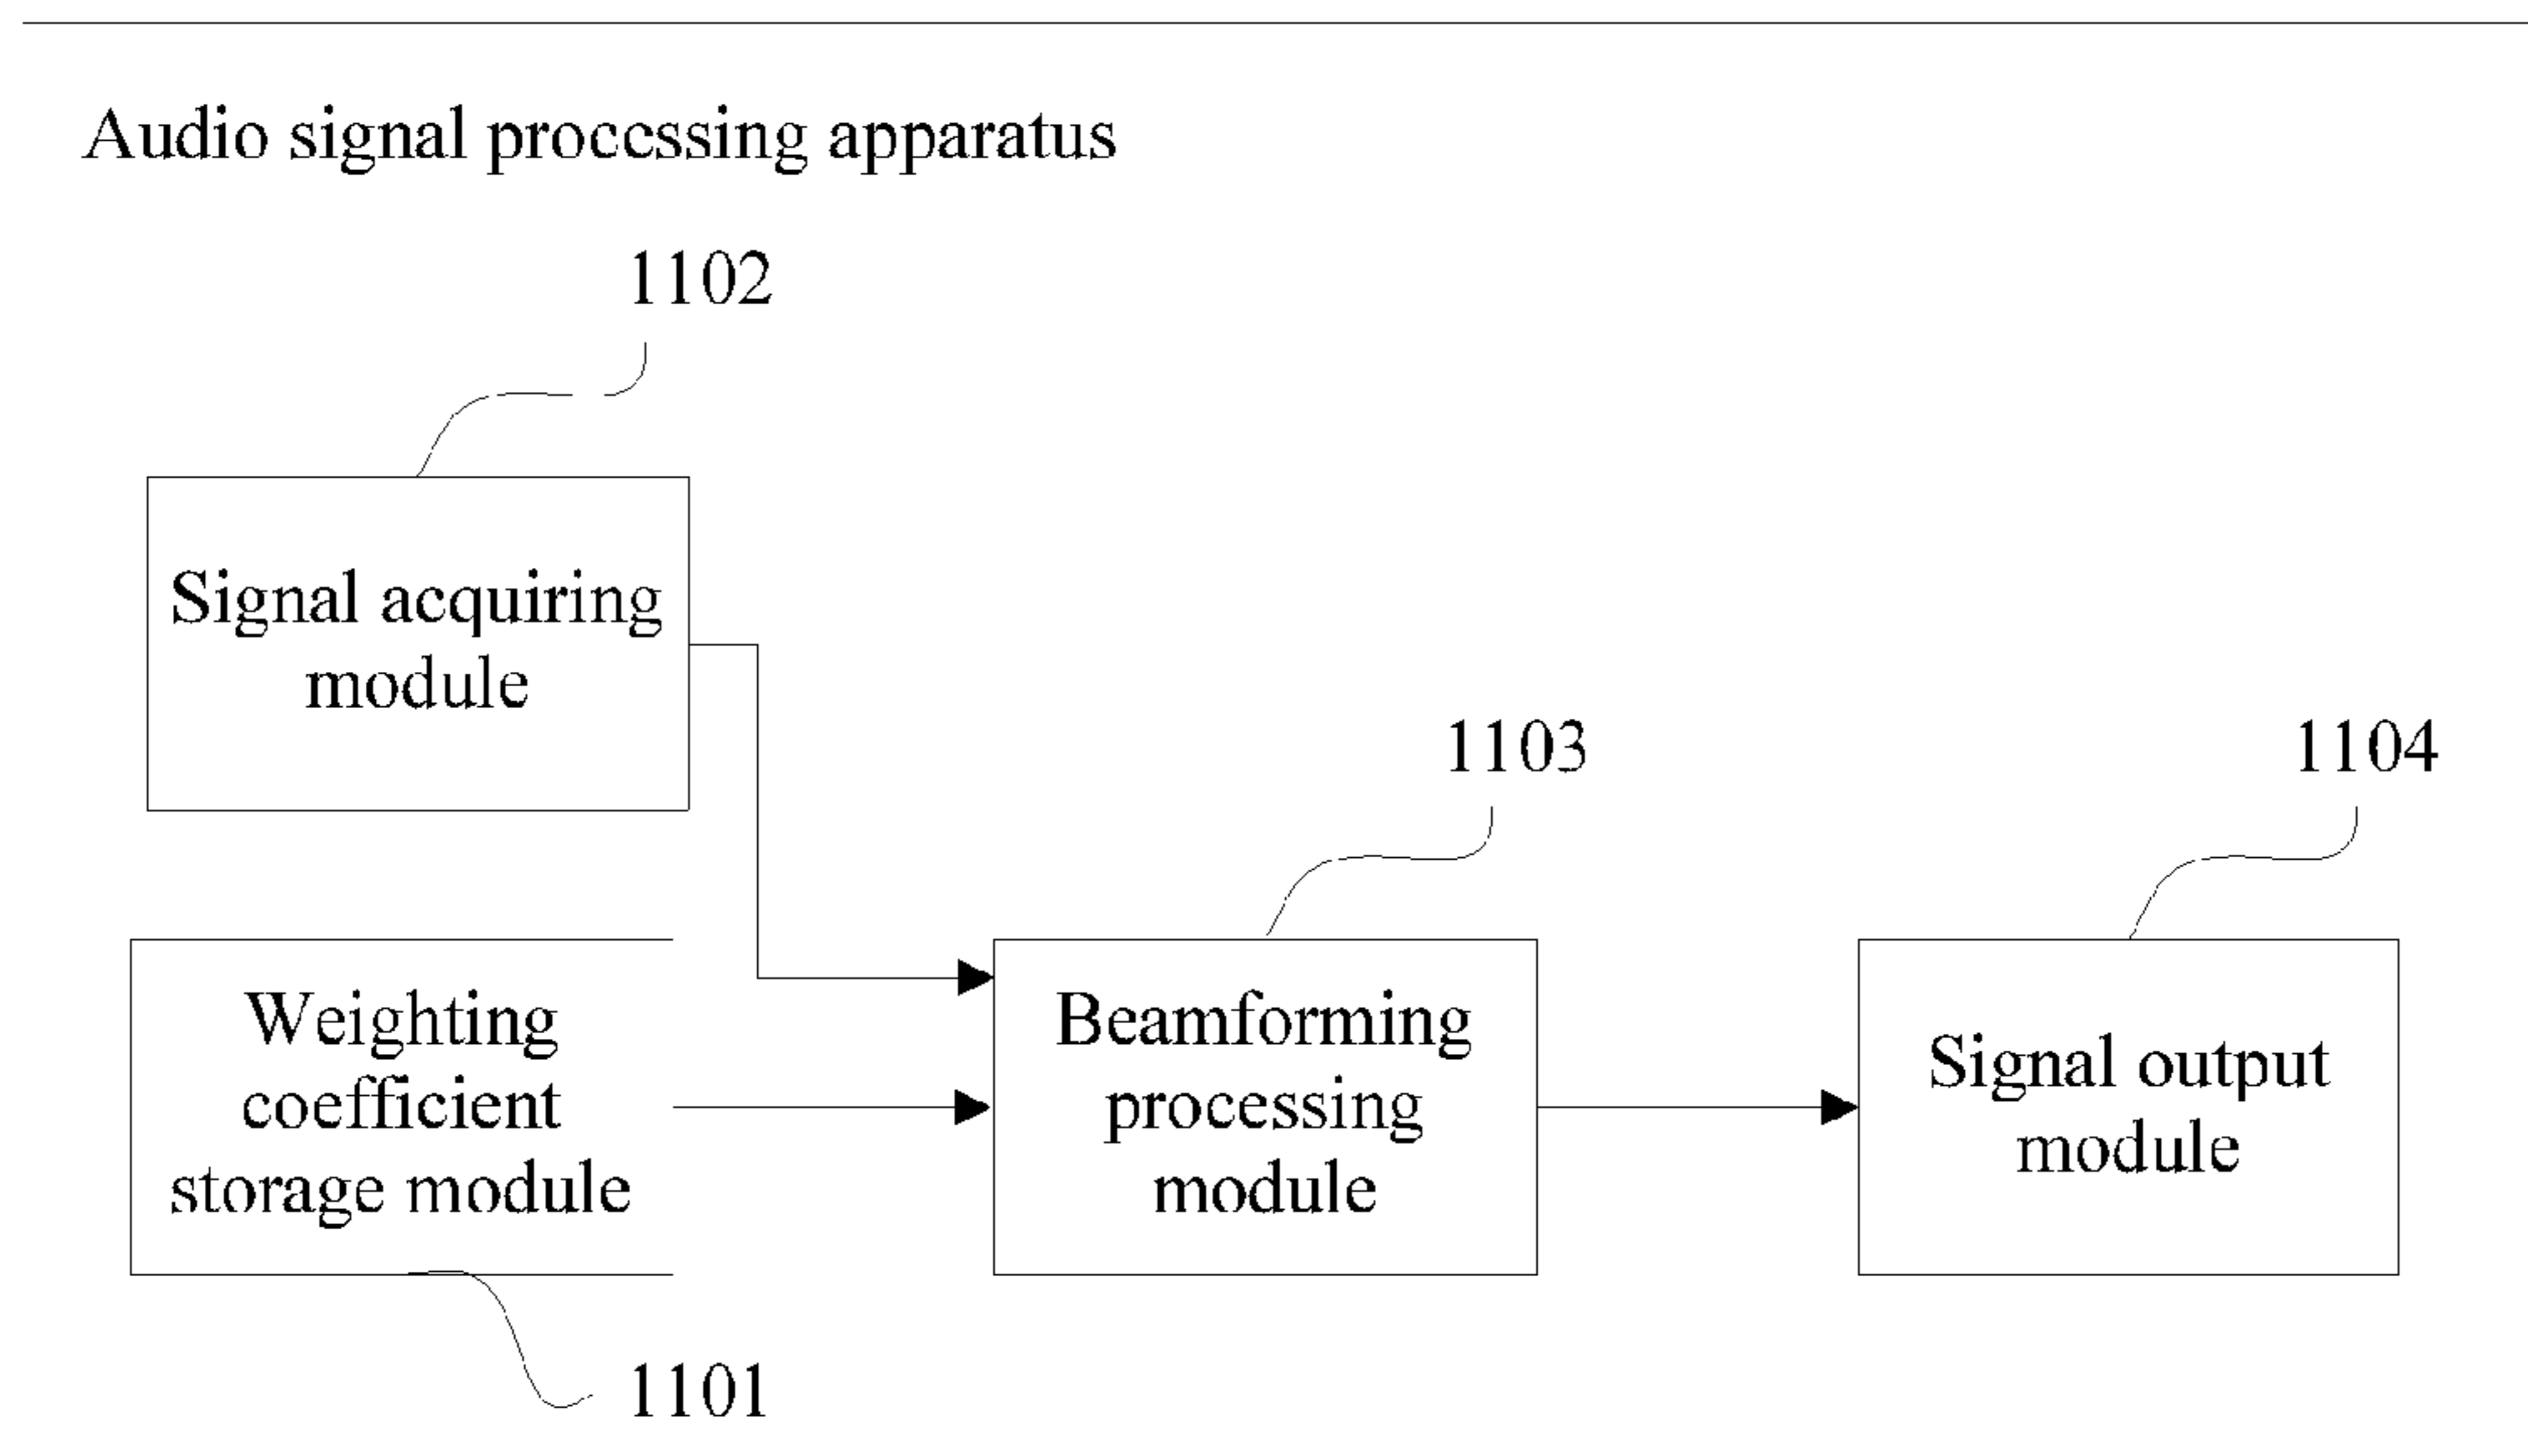 Audio signal processing apparatus
1102
Signal acquiring
module
1103
1104
Weighting
coefficient
storage module
Beamforming
processing
module
Signal output
module
1101